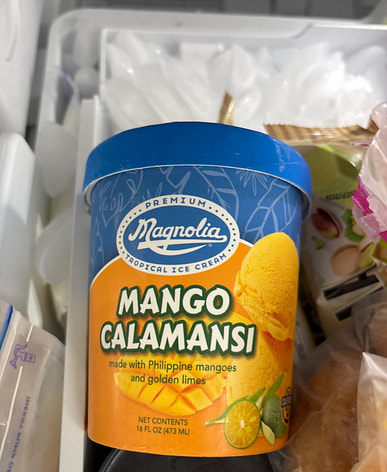 PREMIUM
Magnolia
TROPICAL ICE CREAM
MANGO
CALAMANSI
made with Philippine mangoes
and golden limes
NET CONTENTS
16 FL OZ (473 ML)